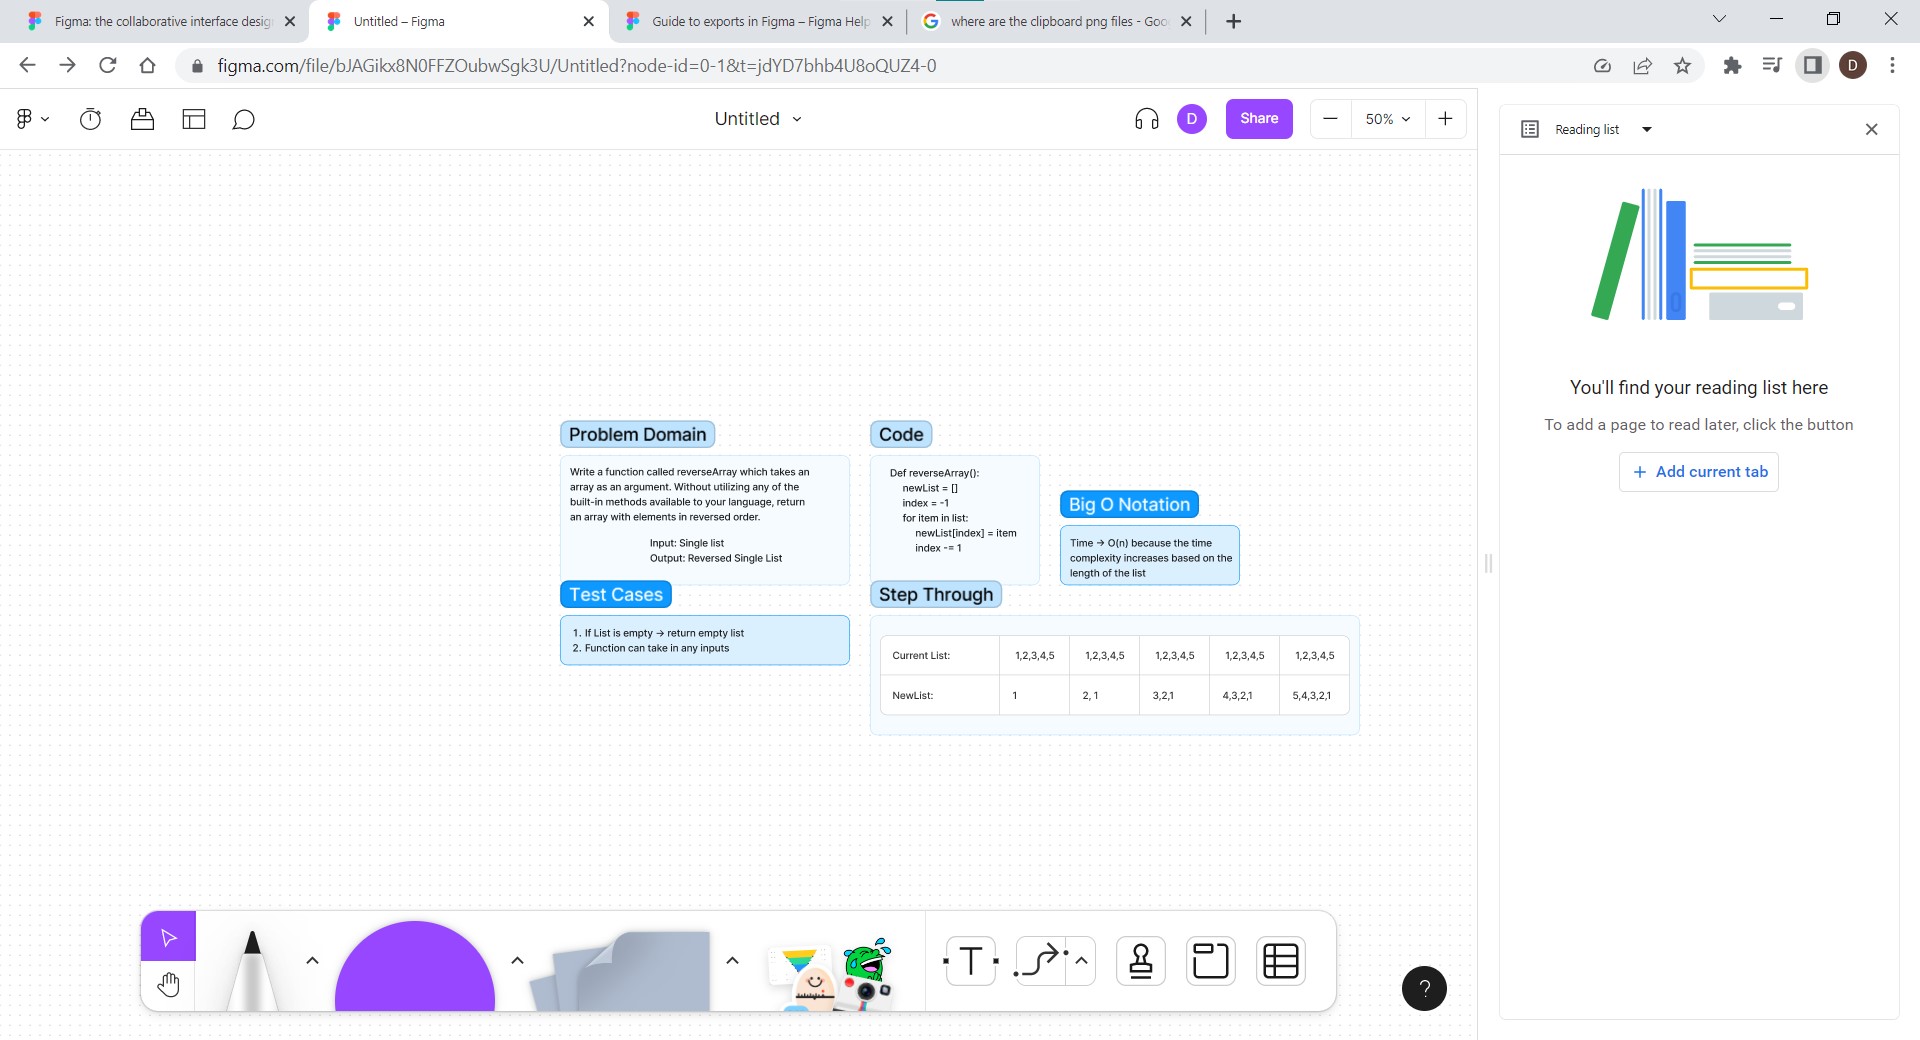 Figma: the collaborative interface desig
Untitled – Figma
Guide to exports in Figma – Figma Help
where are the clipboard png files - Goo
figma.com/file/bJAGikx8N0FFZOubwSgk3U/Untitled?node-id=0-1&t=jdYD7bhb4U8oQUZ4-0
D
Untitled
D
Share
50%
Reading list
You'll find your reading list here
To add a page to read later, click the button
Add current tab
Problem Domain
Write a function called reverseArray which takes an
array as an argument. Without utilizing any of the
built-in methods available to your language, return
an array with elements in reversed order.
Input: Single list
Output: Reversed Single List
Code
Def reverseArray():
newList = []
index = -1
for item in list:
newList[index] = item
index -= 1
Big O Notation
Time → O(n) because the time
complexity increases based on the
length of the list
Test Cases
1. If List is empty → return empty list
2. Function can take in any inputs
Step Through
Current List: 1,2,3,4,5 1,2,3,4,5 1,2,3,4,5 1,2,3,4,5 1,2,3,4,5
NewList: 1 2, 1 3,2,1 4,3,2,1 5,4,3,2,1
T
?